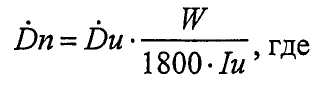 Ḋn = Ḋu · W / (1800 · Iu), где